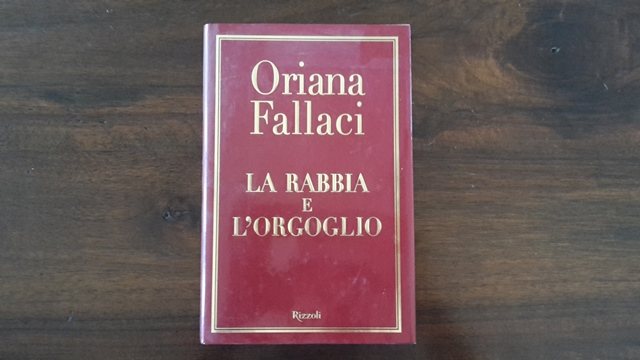 Oriana
Fallaci
LA RABBIA
E
L'ORGOGLIO
Rizzoli